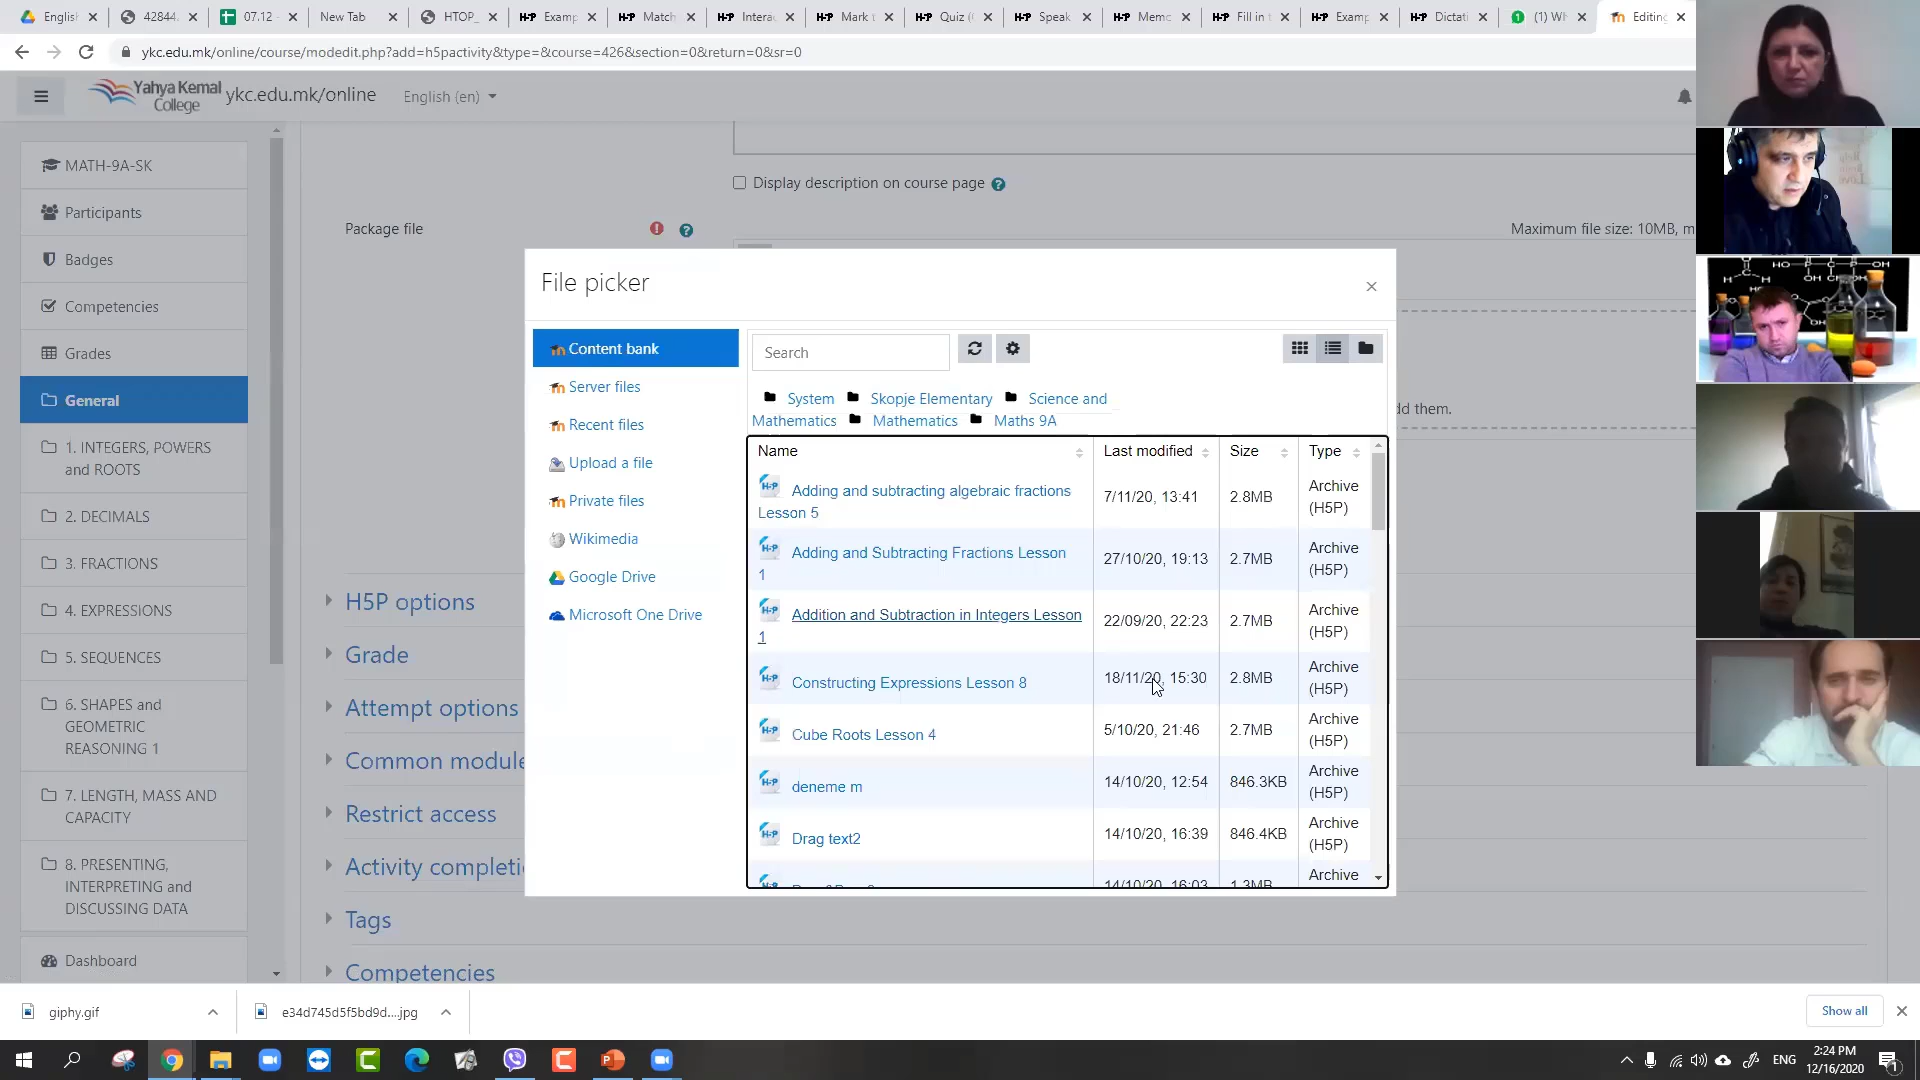 English
42844
07.12 -
New Tab
HTOP_
H-P Examp
H-P Match
H-P Intera
H-P Mark t
H-P Quiz (
H-P Speak
H-P Memo
H-P Fill in t
H-P Examp
H-P Dictati
(1) Wh
Editing
ykc.edu.mk/online/course/modedit.php?add=h5pactivity&type=&course=426&section=0&return=0&sr=0
Yahya Kemal
College
ykc.edu.mk/online
English (en)
MATH-9A-SK
Participants
Badges
Competencies
Grades
General
1. INTEGERS, POWERS
and ROOTS
2. DECIMALS
3. FRACTIONS
4. EXPRESSIONS
5. SEQUENCES
6. SHAPES and
GEOMETRIC
REASONING 1
7. LENGTH, MASS AND
CAPACITY
8. PRESENTING,
INTERPRETING and
DISCUSSING DATA
Dashboard
Display description on course page
Package file
Maximum file size: 10MB, m
dd them.
H5P options
Grade
Attempt options
Common module
Restrict access
Activity completi
Tags
Competencies
File picker
×
Content bank
Server files
Recent files
Upload a file
Private files
Wikimedia
Google Drive
Microsoft One Drive
Search
System Skopje Elementary Science and
Mathematics Mathematics Maths 9A
Name Last modified Size Type
Adding and subtracting algebraic fractions
Lesson 5
7/11/20, 13:41 2.8MB Archive
(H5P)
Adding and Subtracting Fractions Lesson
1
27/10/20, 19:13 2.7MB Archive
(H5P)
Addition and Subtraction in Integers Lesson
1
22/09/20, 22:23 2.7MB Archive
(H5P)
Constructing Expressions Lesson 8 18/11/20, 15:30 2.8MB Archive
(H5P)
Cube Roots Lesson 4 5/10/20, 21:46 2.7MB Archive
(H5P)
deneme m 14/10/20, 12:54 846.3KB Archive
(H5P)
Drag text2 14/10/20, 16:39 846.4KB Archive
(H5P)
14/10/20, 16:03 1.3MB Archive
giphy.gif
e34d745d5f5bd9d....jpg
Show all
ENG
2:24 PM
12/16/2020